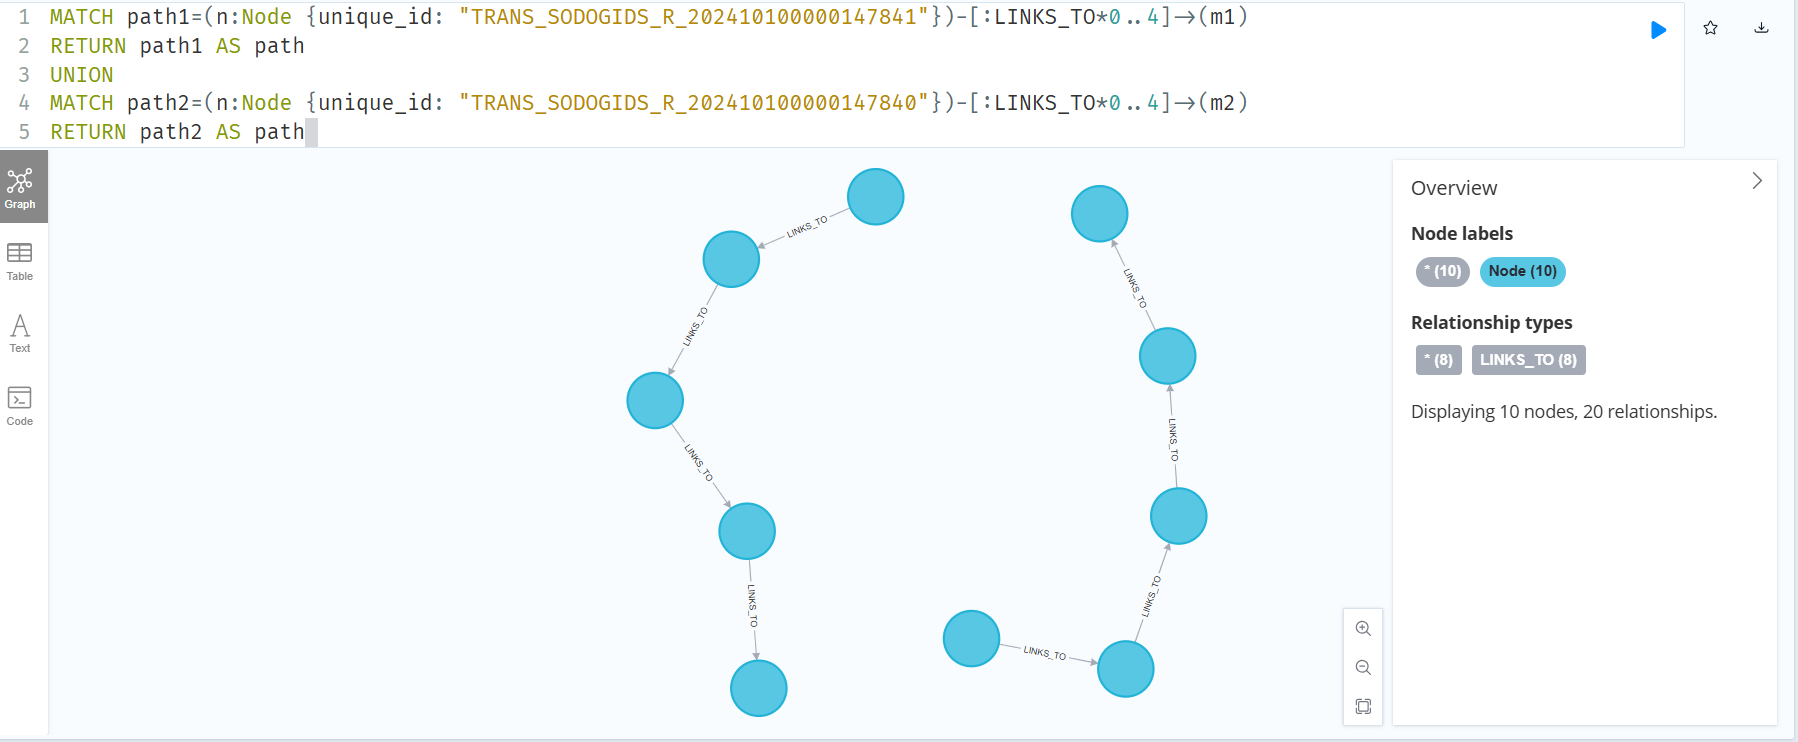 1 MATCH path1=(n:Node {unique_id: "TRANS_SODOGIDS_R_202410100000147841"})-[:LINKS_TO*0..4]->(m1)
2 RETURN path1 AS path
3 UNION
4 MATCH path2=(n:Node {unique_id: "TRANS_SODOGIDS_R_202410100000147840"})-[:LINKS_TO*0..4]->(m2)
5 RETURN path2 AS path
Graph
Table
Text
Code
LINKS_TO
LINKS_TO
LINKS_TO
LINKS_TO
LINKS_TO
LINKS_TO
LINKS_TO
LINKS_TO
Overview
Node labels
* (10) Node (10)
Relationship types
* (8) LINKS_TO (8)
Displaying 10 nodes, 20 relationships.